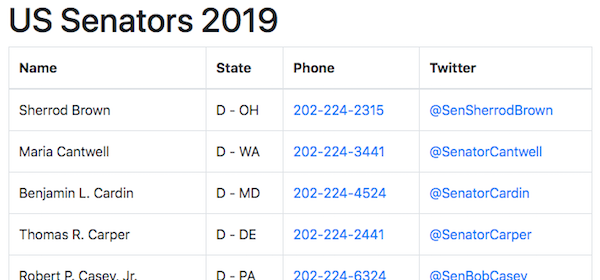 US Senators 2019
Name State Phone Twitter
Sherrod Brown D - OH 202-224-2315 @SenSherrodBrown
Maria Cantwell D - WA 202-224-3441 @SenatorCantwell
Benjamin L. Cardin D - MD 202-224-4524 @SenatorCardin
Thomas R. Carper D - DE 202-224-2441 @SenatorCarper
Robert P. Casey, Jr. D - PA 202-224-6324 @SenBobCasey